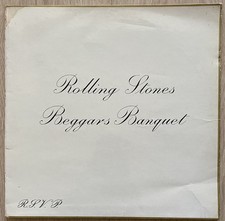 Rolling Stones
Beggars Banquet
R.S.V.P.